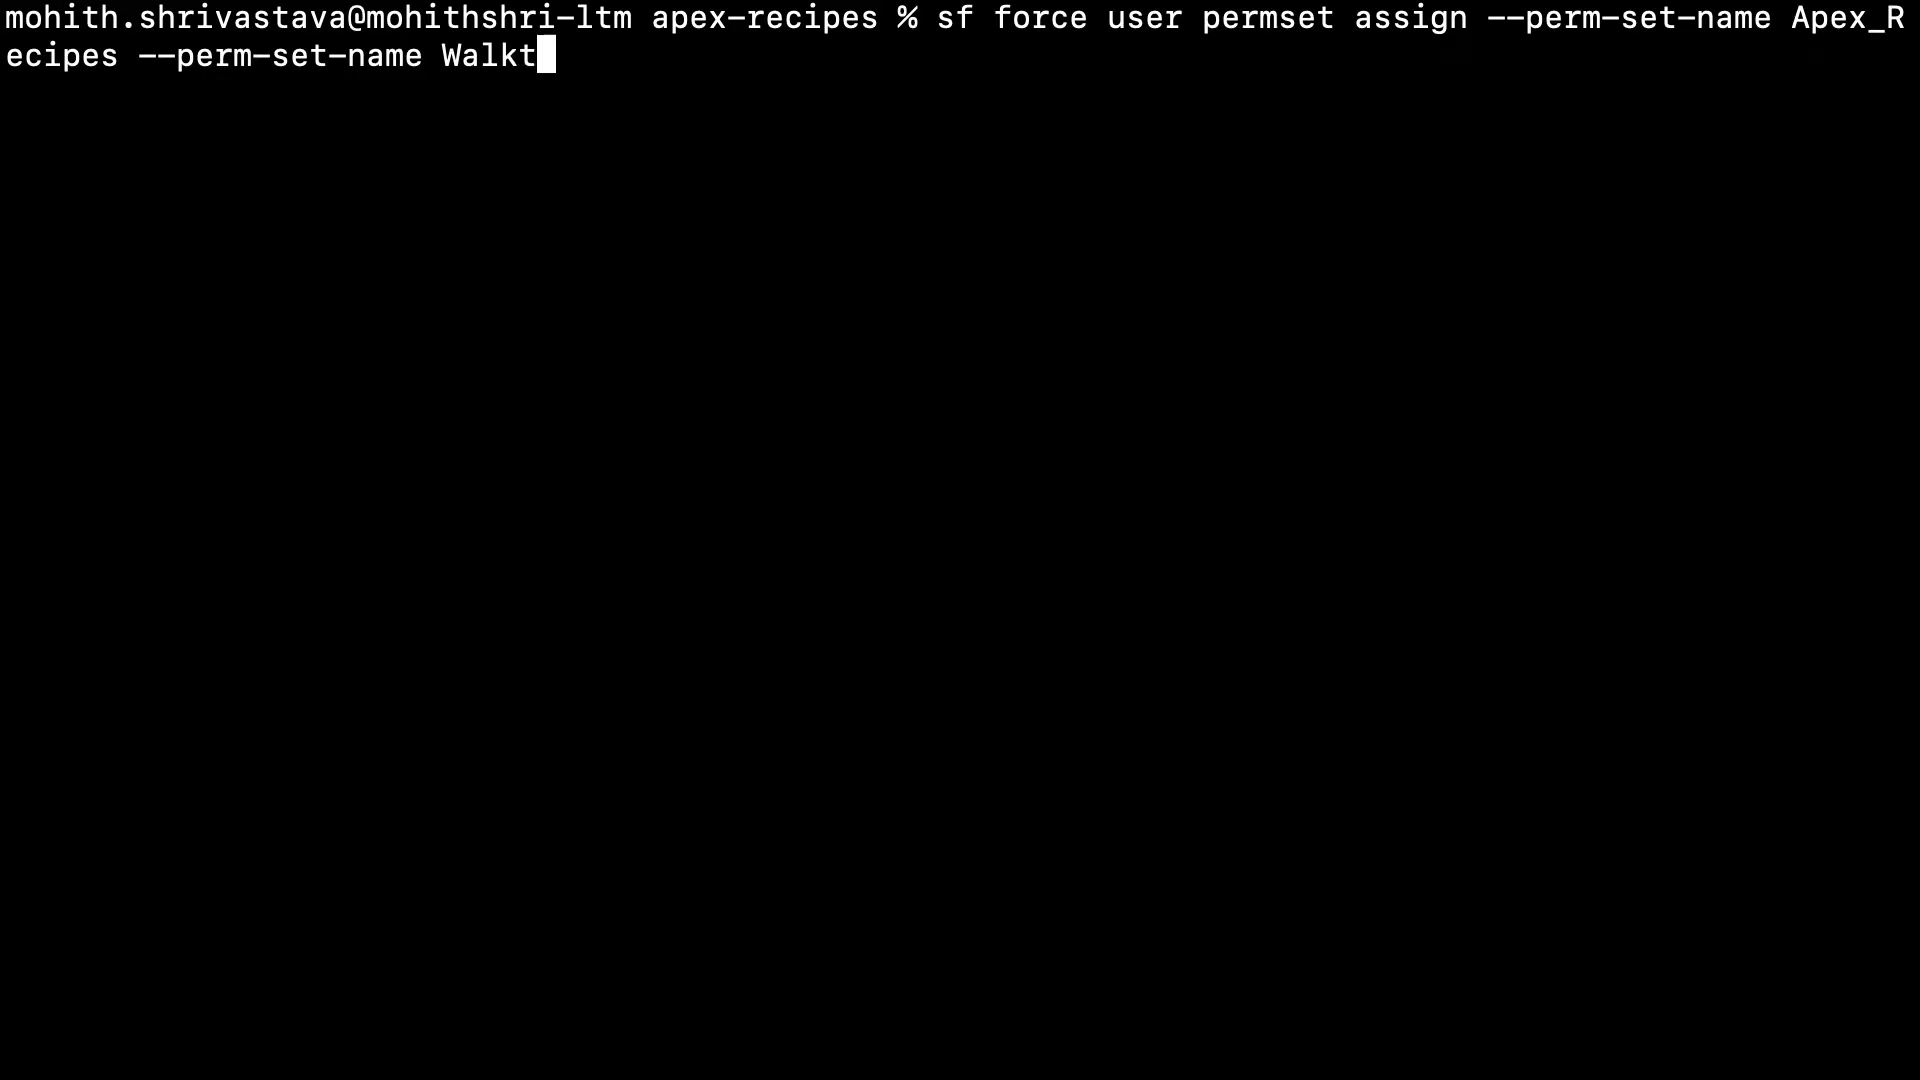 mohith.shrivastava@mohithshri-ltm apex-recipes % sf force user permset assign --perm-set-name Apex_R
ecipes --perm-set-name Walkt